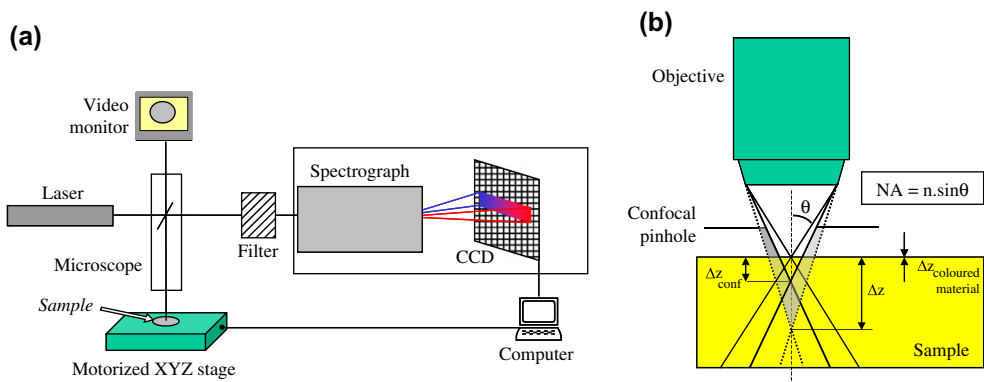 (a)
Video
monitor
Laser
Microscope
Sample
Motorized XYZ stage
Filter
Spectrograph
CCD
Computer
(b)
Objective
NA = n.sinθ
θ
Confocal
pinhole
Δz
conf
Δz
Δz
coloured
material
Sample